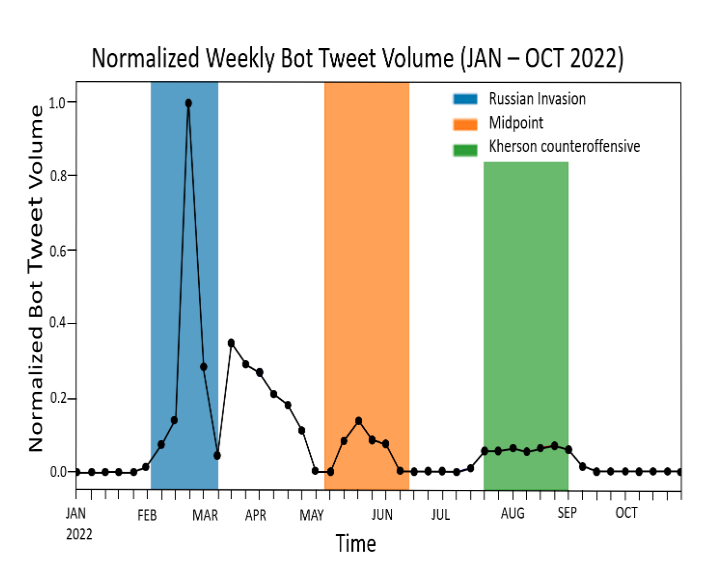 Normalized Weekly Bot Tweet Volume (JAN – OCT 2022)
Russian Invasion
Midpoint
Kherson counteroffensive
Normalized Bot Tweet Volume
1.0
0.8
0.6
0.4
0.2
0.0
JAN FEB MAR APR MAY JUN JUL AUG SEP OCT
2022
Time